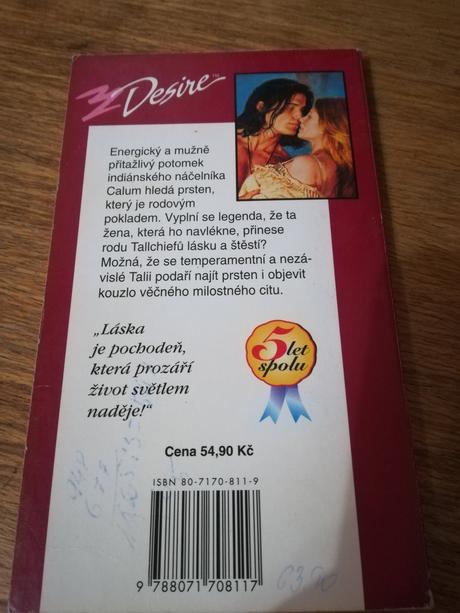 Desire™
Energický a mužně
přitažlivý potomek
indiánského náčelníka
Calum hledá prsten,
který je rodovým
pokladem. Vyplní se legenda, že ta
žena, která ho navlékne, přinese
rodu Tallchiefů lásku a štěstí?
Možná, že se temperamentní a nezá-
vislé Talii podaří najít prsten i objevit
kouzlo věčného milostného citu.
„Láska
je pochodeň,
která prozáří
život světlem
naděje!“
5 let
spolu
Cena 54,90 Kč
ISBN 80-7170-811-9
9 788071 708117